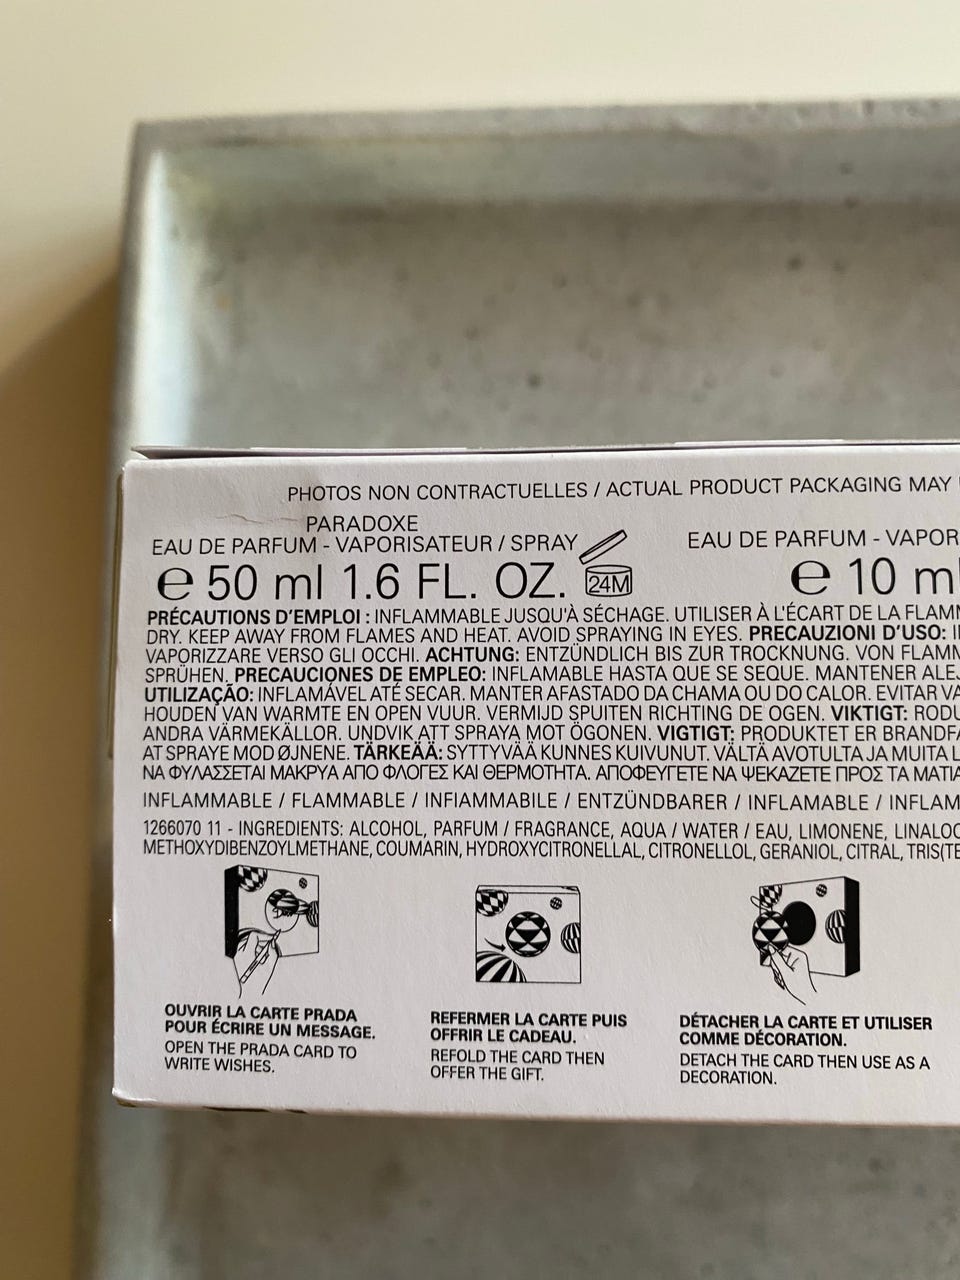 PHOTOS NON CONTRACTUELLES / ACTUAL PRODUCT PACKAGING MAY
PARADOXE
EAU DE PARFUM - VAPORISATEUR / SPRAY
e 50 ml 1.6 FL. OZ.
24M
EAU DE PARFUM - VAPOR
e 10 ml
PRÉCAUTIONS D'EMPLOI : INFLAMMABLE JUSQU'À SÉCHAGE. UTILISER À L'ÉCART DE LA FLAMM
DRY. KEEP AWAY FROM FLAMES AND HEAT. AVOID SPRAYING IN EYES. PRECAUZIONI D'USO:
VAPORIZZARE VERSO GLI OCCHI. ACHTUNG: ENTZÜNDLICH BIS ZUR TROCKNUNG. VON FLAMM
SPRÜHEN. PRECAUCIONES DE EMPLEO: INFLAMABLE HASTA QUE SE SEQUE. MANTENER ALEJ
UTILIZAÇÃO: INFLAMÁVEL ATÉ SECAR. MANTER AFASTADO DA CHAMA OU DO CALOR. EVITAR VA
HOUDEN VAN WARMTE EN OPEN VUUR. VERMIJD SPUITEN RICHTING DE OGEN. VIKTIGT: RODU
ANDRA VÄRMEKÄLLOR. UNDVIK ATT SPRAYA MOT ÖGONEN. VIGTIGT: PRODUKTET ER BRANDFA
AT SPRAYE MOD ØJNENE. TÄRKEÄÄ: SYTTYVÄÄ KUNNES KUIVUNUT. VÄLTÄ AVOTULTA JA MUITA L
ΝΑ ΦΥΛΑΣΣΕΤΑΙ ΜΑΚΡΥΑ ΑΠΟ ΦΛΟΓΕΣ ΚΑΙ ΘΕΡΜΟΤΗΤΑ. ΑΠΟΦΕΥΓΕΤΕ ΝΑ ΨΕΚΑΖΕΤΕ ΠΡΟΣ ΤΑ ΜΑΤΙΑ
INFLAMMABLE / FLAMMABLE / INFIAMMABILE / ENTZÜNDBARER / INFLAMABLE / INFLAM
1266070 11 - INGREDIENTS: ALCOHOL, PARFUM / FRAGRANCE, AQUA / WATER / EAU, LIMONENE, LINALOO
METHOXYDIBENZOYLMETHANE, COUMARIN, HYDROXYCITRONELLAL, CITRONELLOL, GERANIOL, CITRAL, TRIS(TE
OUVRIR LA CARTE PRADA
POUR ÉCRIRE UN MESSAGE.
OPEN THE PRADA CARD TO
WRITE WISHES.
REFERMER LA CARTE PUIS
OFFRIR LE CADEAU.
REFOLD THE CARD THEN
OFFER THE GIFT.
DÉTACHER LA CARTE ET UTILISER
COMME DÉCORATION.
DETACH THE CARD THEN USE AS A
DECORATION.